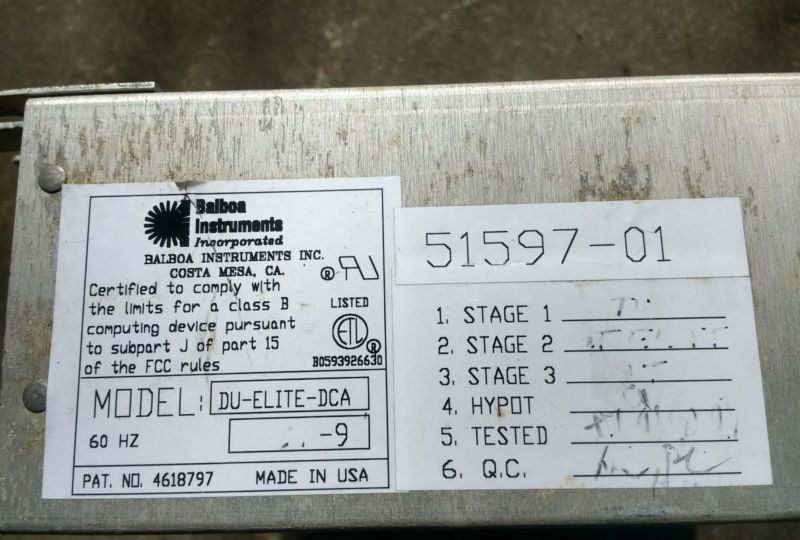 Balboa
Instruments
Incorporated
BALBOA INSTRUMENTS INC.
COSTA MESA, CA.
Certified to comply with
the limits for a class B
computing device pursuant
to subpart J of part 15
of the FCC rules
®
LISTED
ETL
®
B0593926630
MODEL: DU-ELITE-DCA
60 HZ -9
PAT. NO. 4618797 MADE IN USA
51597-01
1. STAGE 1
2. STAGE 2
3. STAGE 3
4. HYPOT
5. TESTED
6. Q.C.